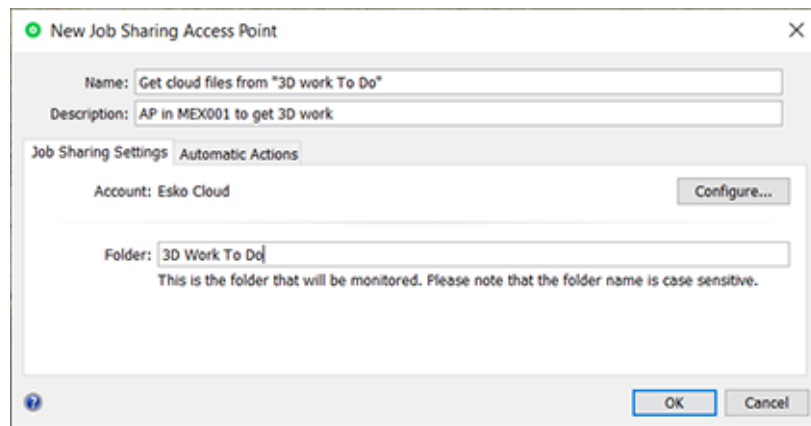 New Job Sharing Access Point
Name: Get cloud files from "3D work To Do"
Description: AP in MEX001 to get 3D work
Job Sharing Settings Automatic Actions
Account: Esko Cloud Configure...
Folder: 3D Work To Do
This is the folder that will be monitored. Please note that the folder name is case sensitive.
? OK Cancel